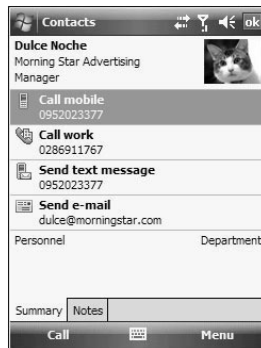 Contacts ok
Dulce Noche
Morning Star Advertising
Manager
Call mobile
0952023377
Call work
0286911767
Send text message
0952023377
Send e-mail
dulce@morningstar.com
Personnel Department
Summary Notes
Call Menu